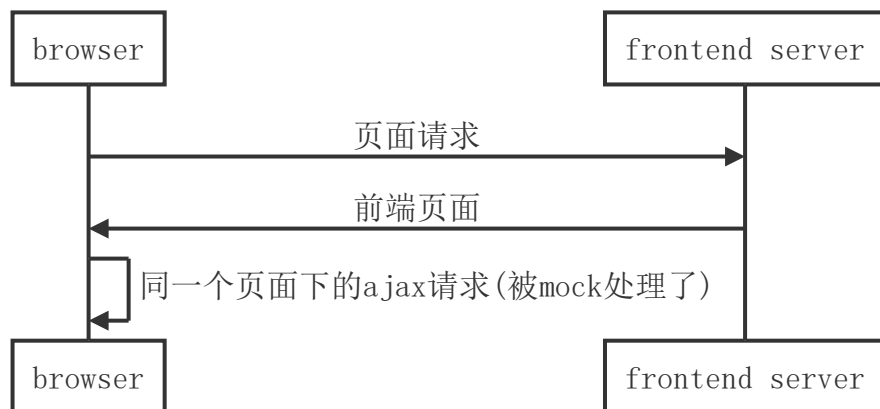 browser
frontend server
页面请求
前端页面
同一个页面下的ajax请求(被mock处理了)
browser
frontend server